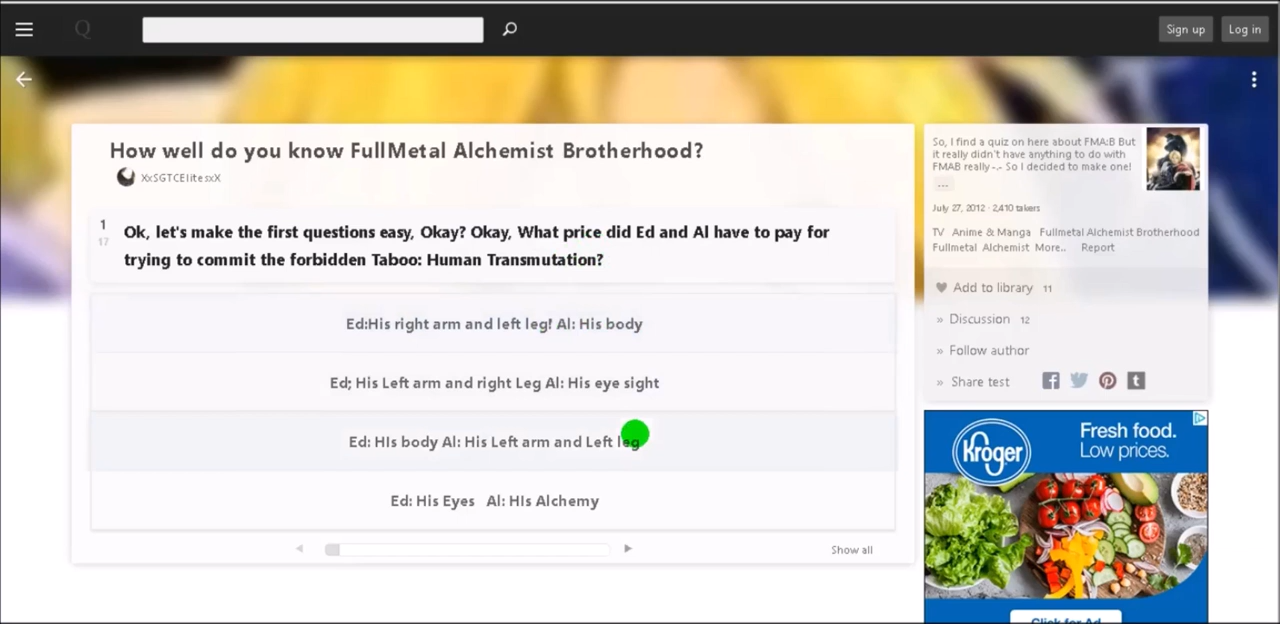 Q
Sign up
Log in
How well do you know FullMetal Alchemist Brotherhood?
XxSGTCElitesxX
1
17
Ok, let's make the first questions easy, Okay? Okay, What price did Ed and Al have to pay for
trying to commit the forbidden Taboo: Human Transmutation?
Ed:His right arm and left leg! Al: His body
Ed; His Left arm and right Leg Al: His eye sight
Ed: HIs body Al: His Left arm and Left leg
Ed: His Eyes Al: HIs Alchemy
Show all
So, I find a quiz on here about FMA:B But
it really didn't have anything to do with
FMAB really -.- So I decided to make one!
...
July 27, 2012 · 2,410 takers
TV Anime & Manga Fullmetal Alchemist Brotherhood
Fullmetal Alchemist More.. Report
Add to library 11
» Discussion 12
» Follow author
» Share test
Kroger
Fresh food.
Low prices.
Click for Ad